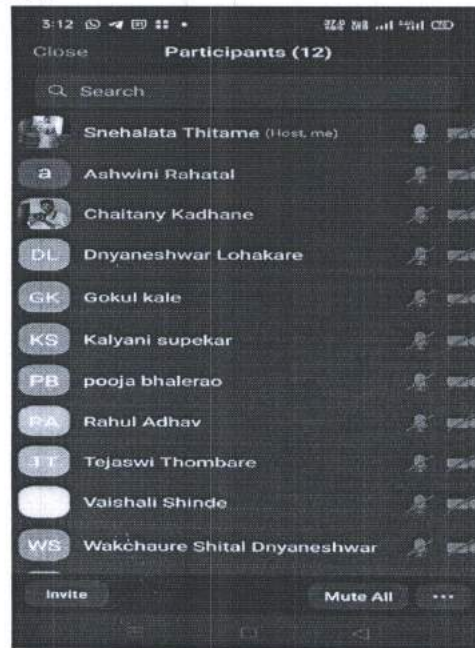 3:12
Close Participants (12)
Search
Snehalata Thitame (Host, me)
a Ashwini Rahatal
Chaitany Kadhane
DL Dnyaneshwar Lohakare
GK Gokul kale
KS Kalyani supekar
PB pooja bhalerao
RA Rahul Adhav
TT Tejaswi Thombare
Vaishali Shinde
WS Wakchaure Shital Dnyaneshwar
Invite Mute All ...